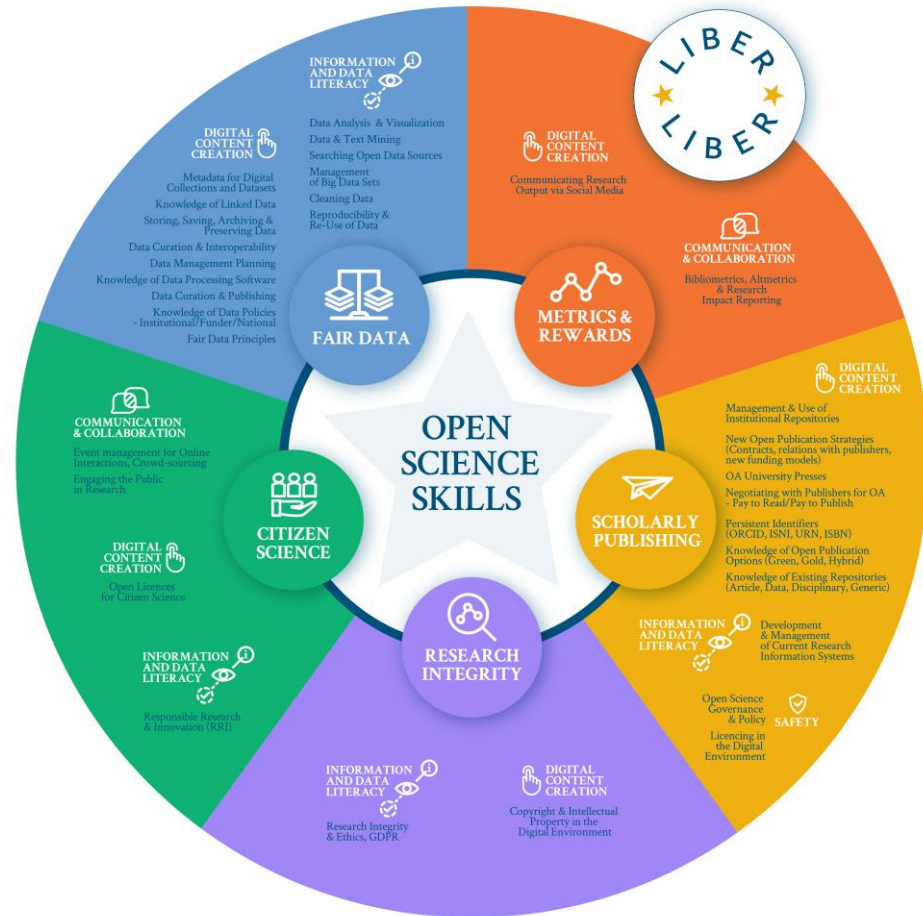 LIBER
LIBER
INFORMATION
AND DATA
LITERACY
Data Analysis & Visualization
Data & Text Mining
Searching Open Data Sources
Management
of Big Data Sets
Cleaning Data
Reproducibility &
Re-Use of Data
DIGITAL
CONTENT
CREATION
Metadata for Digital
Collections and Datasets
Knowledge of Linked Data
Storing, Saving, Archiving &
Preserving Data
Data Curation & Interoperability
Data Management Planning
Knowledge of Data Processing Software
Data Curation & Publishing
Knowledge of Data Policies
- Institutional/Funder/National
Fair Data Principles
FAIR DATA
DIGITAL
CONTENT
CREATION
Communicating Research
Output via Social Media
COMMUNICATION
& COLLABORATION
Bibliometrics, Altmetrics
& Research
Impact Reporting
METRICS &
REWARDS
OPEN
SCIENCE
SKILLS
DIGITAL
CONTENT
CREATION
Management & Use of
Institutional Repositories
New Open Publication Strategies
(Contracts, relations with publishers,
new funding models)
OA University Presses
Negotiating with Publishers for OA
- Pay to Read/Pay to Publish
Persistent Identifiers
(ORCID, ISNI, URN, ISBN)
Knowledge of Open Publication
Options (Green, Gold, Hybrid)
Knowledge of Existing Repositories
(Article, Data, Disciplinary, Generic)
INFORMATION
AND DATA
LITERACY
Development
& Management
of Current Research
Information Systems
Open Science
Governance
& Policy
SAFETY
Licencing in
the Digital
Environment
SCHOLARLY
PUBLISHING
COMMUNICATION
& COLLABORATION
Event management for Online
Interactions, Crowd-sourcing
Engaging the Public
in Research
DIGITAL
CONTENT
CREATION
Open Licences
for Citizen Science
INFORMATION
AND DATA
LITERACY
Responsible Research
& Innovation (RRI)
CITIZEN
SCIENCE
RESEARCH
INTEGRITY
INFORMATION
AND DATA
LITERACY
Research Integrity
& Ethics, GDPR
DIGITAL
CONTENT
CREATION
Copyright & Intellectual
Property in the
Digital Environment